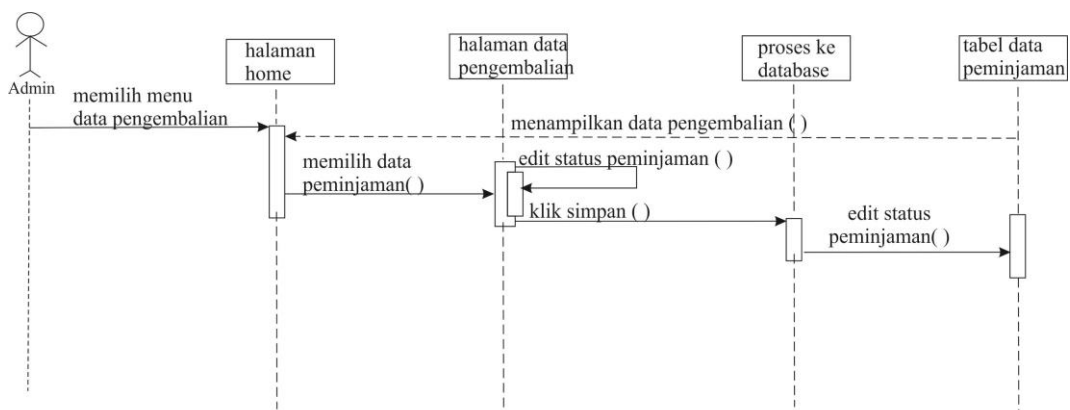 Admin
halaman
home
halaman data
pengembalian
proses ke
database
tabel data
peminjaman
memilih menu
data pengembalian
menampilkan data pengembalian ( )
memilih data
peminjaman( )
edit status peminjaman ( )
klik simpan ( )
edit status
peminjaman( )